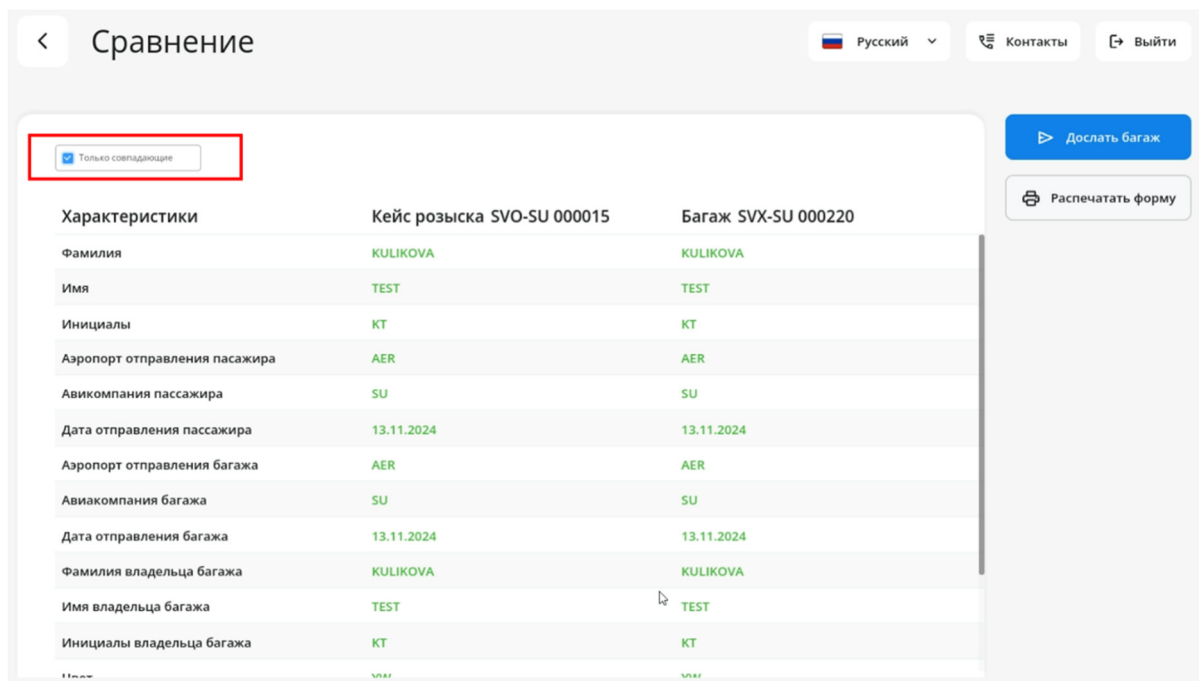 Сравнение
Русский
Контакты
Выйти
Только совпадающие
Дослать багаж
Распечатать форму
Характеристики Кейс розыска SVO-SU 000015 Багаж SVX-SU 000220
Фамилия KULIKOVA KULIKOVA
Имя TEST TEST
Инициалы KT KT
Аэропорт отправления пасажира AER AER
Авикомпания пассажира SU SU
Дата отправления пассажира 13.11.2024 13.11.2024
Аэропорт отправления багажа AER AER
Авиакомпания багажа SU SU
Дата отправления багажа 13.11.2024 13.11.2024
Фамилия владельца багажа KULIKOVA KULIKOVA
Имя владельца багажа TEST TEST
Инициалы владельца багажа KT KT